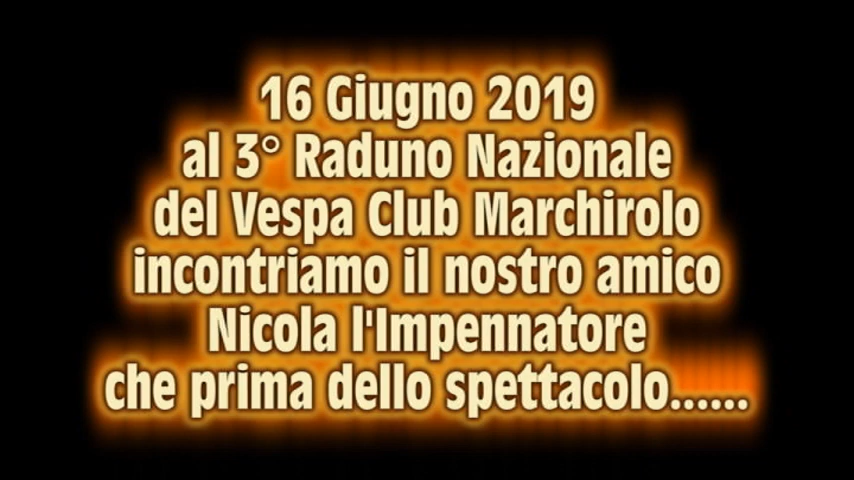 16 Giugno 2019
al 3° Raduno Nazionale
del Vespa Club Marchirolo
incontriamo il nostro amico
Nicola l'Impennatore
che prima dello spettacolo......